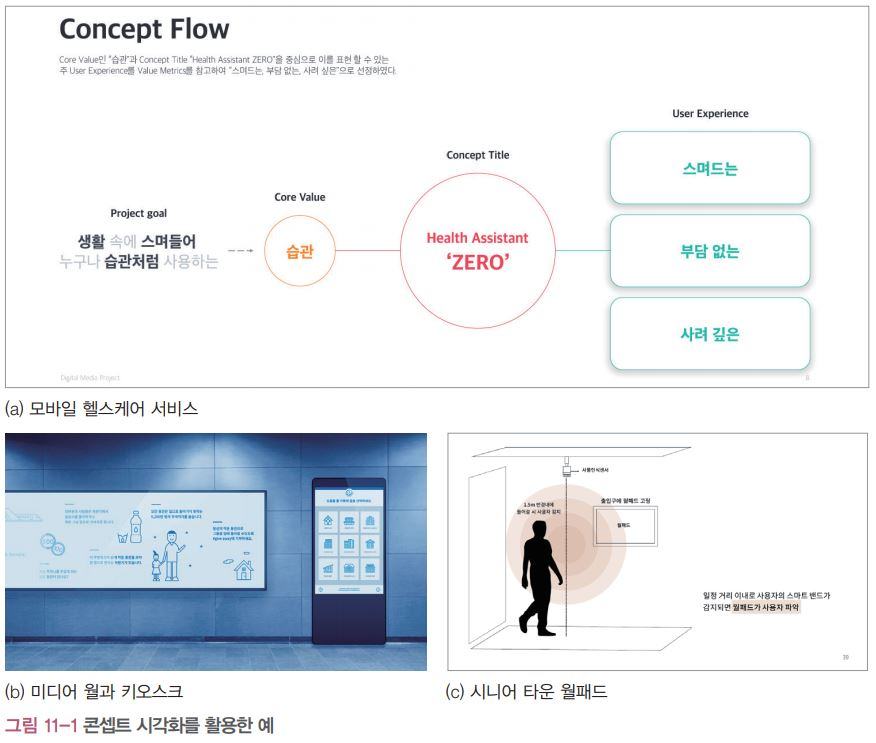 Concept Flow
Core Value인 "습관"과 Concept Title "Health Assistant ZERO"을 중심으로 이를 표현 할 수 있는
주 User Experience를 Value Metrics를 참고하여 "스며드는, 부담 없는, 사려 깊은"으로 선정하였다.
User Experience
Concept Title
Core Value
Project goal
생활 속에 스며들어
누구나 습관처럼 사용하는
습관
Health Assistant
'ZERO'
스며드는
부담 없는
사려 깊은
Digital Media Project
8
(a) 모바일 헬스케어 서비스
사물인식센서
1.5m 반경내에
들어올 시 사용자 감지
출입구에 월패드 고정
월패드
일정 거리 이내로 사용자의 스마트 밴드가
감지되면 월패드가 사용자 파악
39
(b) 미디어 월과 키오스크
(c) 시니어 타운 월패드
그림 11-1 콘셉트 시각화를 활용한 예